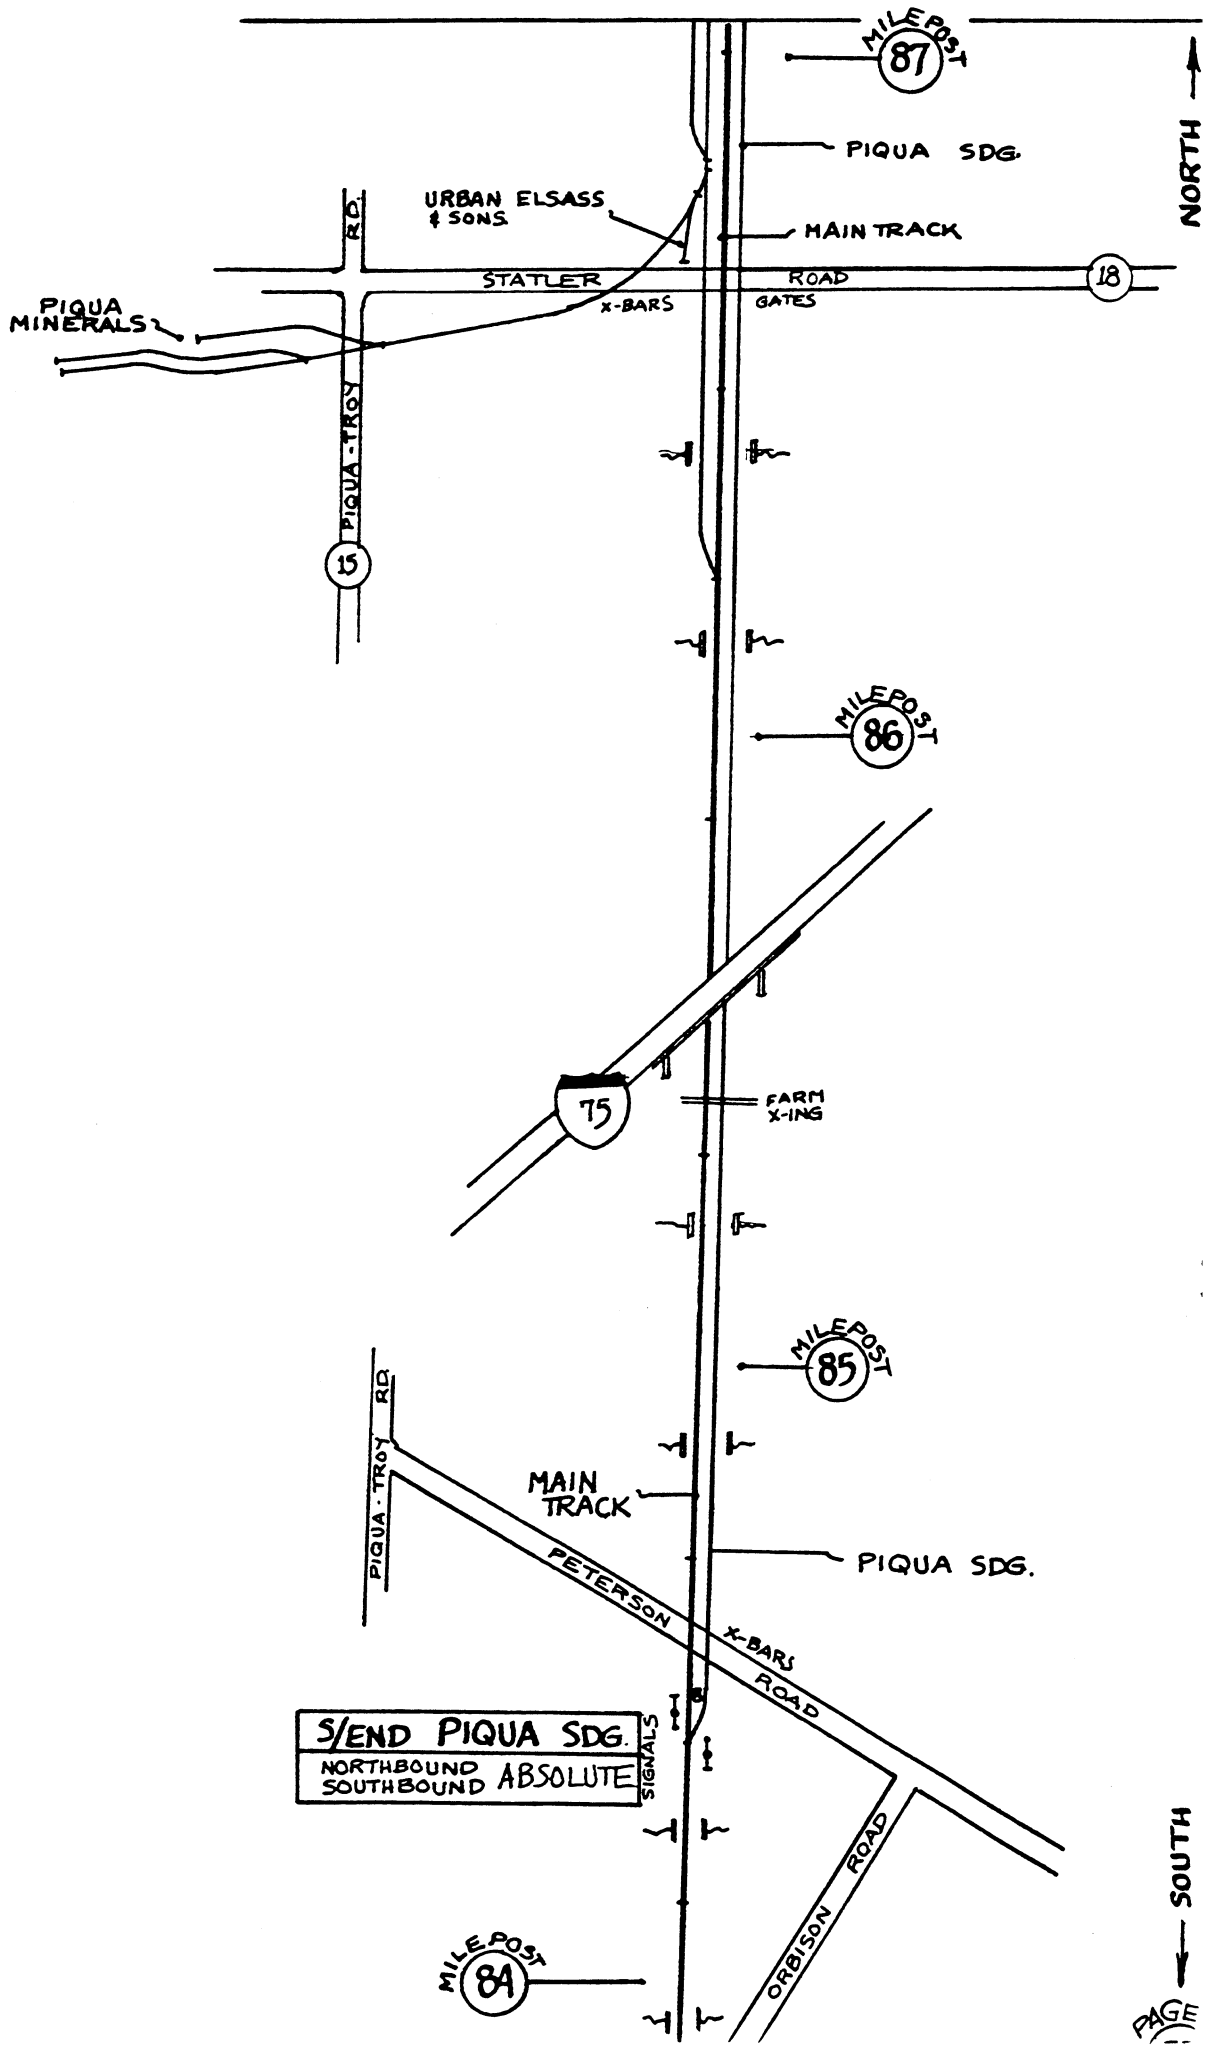 MILEPOST
87
NORTH
PIQUA SDG.
URBAN ELSASS
& SONS.
RD.
MAIN TRACK
STATLER ROAD
18
X-BARS
GATES
PIQUA
MINERALS
PIQUA-TROY
15
MILEPOST
86
75
FARM
X-ING
MILEPOST
85
PIQUA-TROY RD.
MAIN
TRACK
PETERSON ROAD
X-BARS
PIQUA SDG.
S/END PIQUA SDG.
NORTHBOUND
SOUTHBOUND ABSOLUTE
SIGNALS
ORBISON ROAD
SOUTH
MILEPOST
84
PAGE